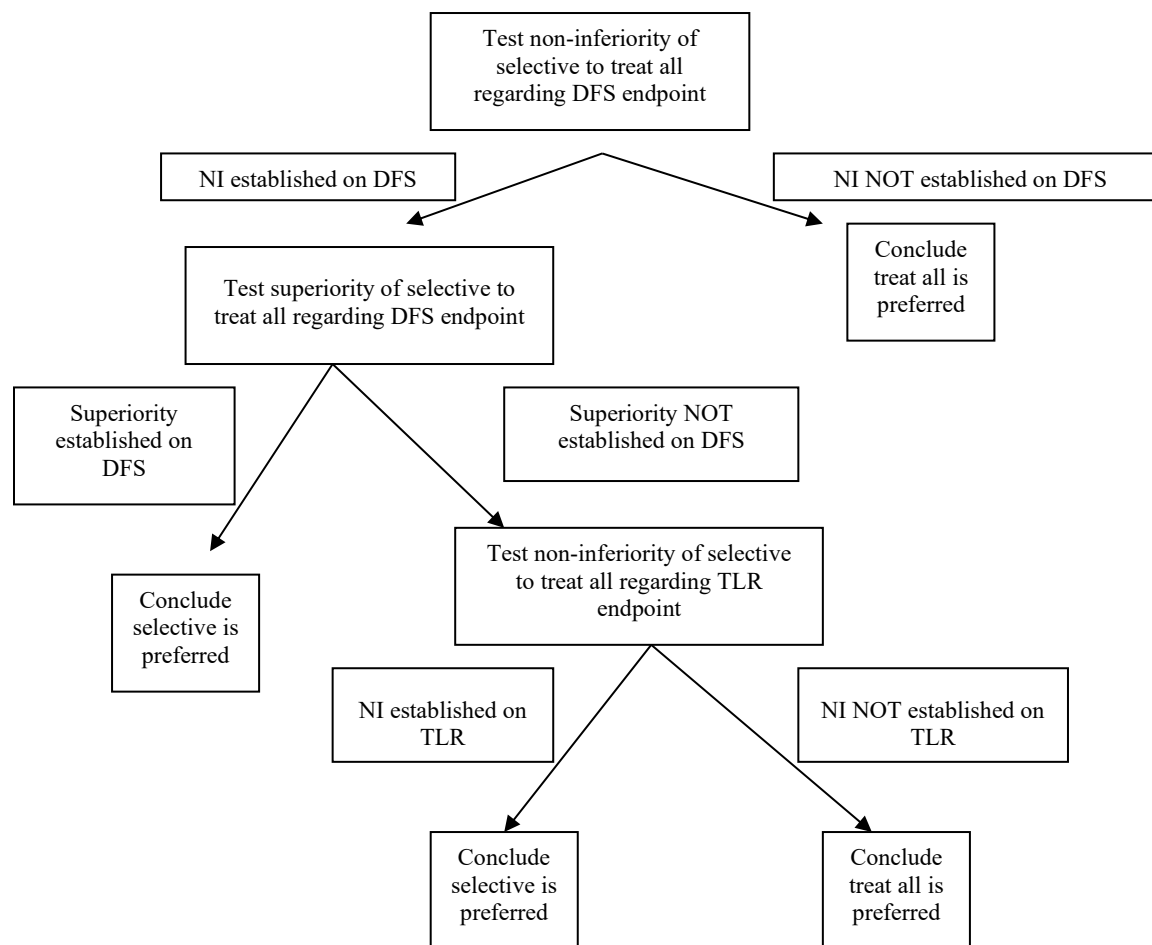 Test non-inferiority of
selective to treat all
regarding DFS endpoint
NI established on DFS
NI NOT established on DFS
Conclude
treat all is
preferred
Test superiority of selective to
treat all regarding DFS endpoint
Superiority
established on
DFS
Superiority NOT
established on DFS
Test non-inferiority of selective
to treat all regarding TLR
endpoint
Conclude
selective is
preferred
NI established on
TLR
NI NOT established on
TLR
Conclude
selective is
preferred
Conclude
treat all is
preferred